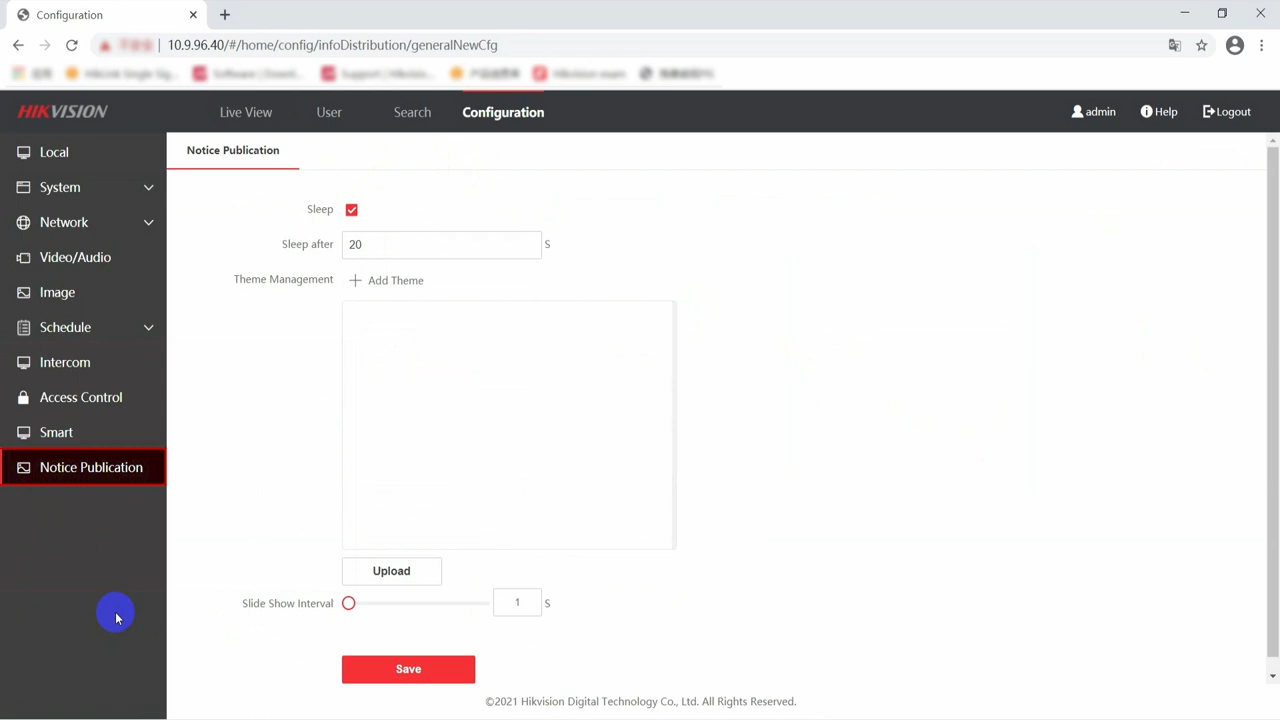 Configuration
10.9.96.40/#/home/config/infoDistribution/generalNewCfg
HIKVISION
Live View
User
Search
Configuration
admin
Help
Logout
Local
System
Network
Video/Audio
Image
Schedule
Intercom
Access Control
Smart
Notice Publication
Notice Publication
Sleep
Sleep after 20 S
Theme Management Add Theme
Upload
Slide Show Interval 1 S
Save
©2021 Hikvision Digital Technology Co., Ltd. All Rights Reserved.